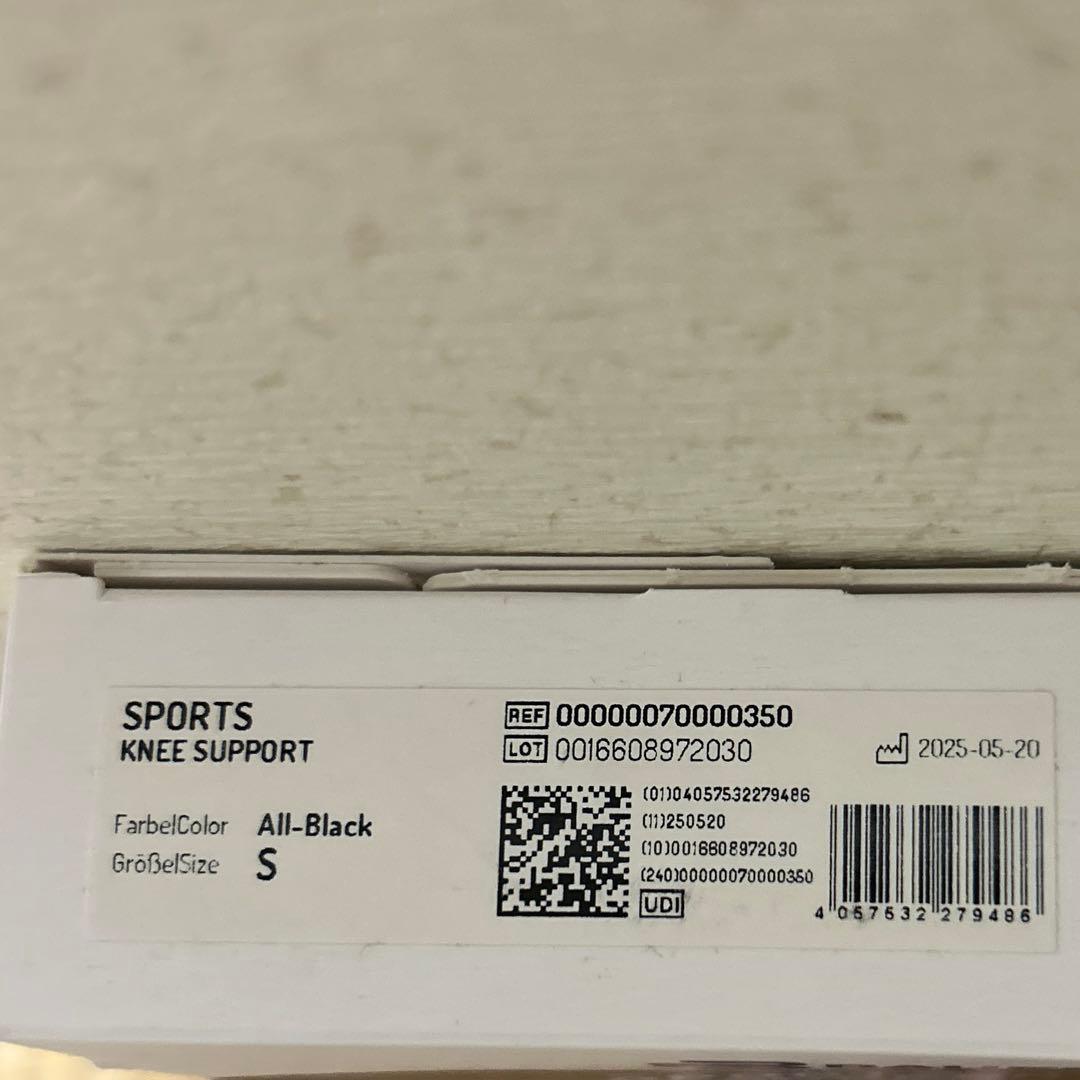 SPORTS
KNEE SUPPORT
Farbe|Color All-Black
Größe|Size S
REF 00000070000350
LOT 0016608972030
2025-05-20
(01)04057532279486
(11)250520
(10)0016608972030
(240)00000070000350
UDI
4 057532 279486